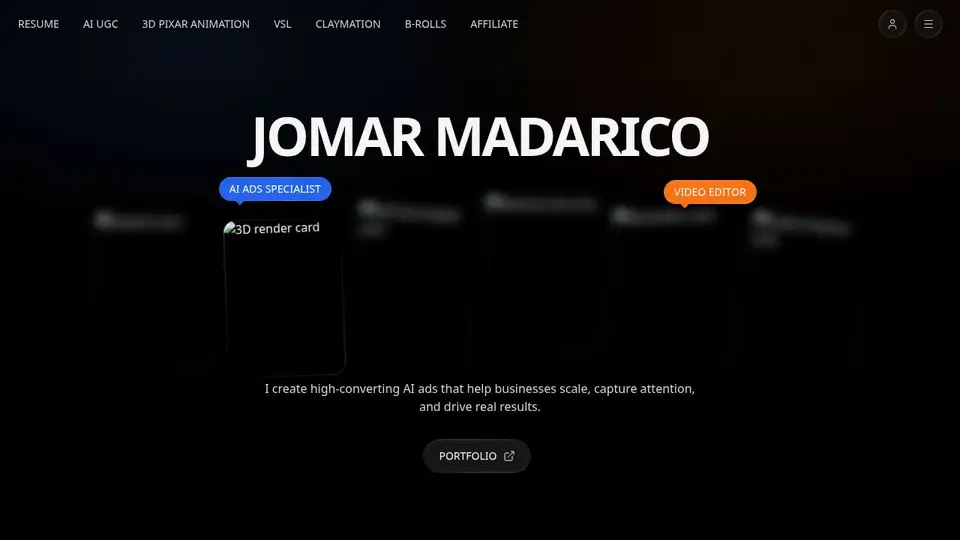 RESUME
AI UGC
3D PIXAR ANIMATION
VSL
CLAYMATION
B-ROLLS
AFFILIATE
JOMAR MADARICO
AI ADS SPECIALIST
VIDEO EDITOR
3D render card
I create high-converting AI ads that help businesses scale, capture attention,
and drive real results.
PORTFOLIO